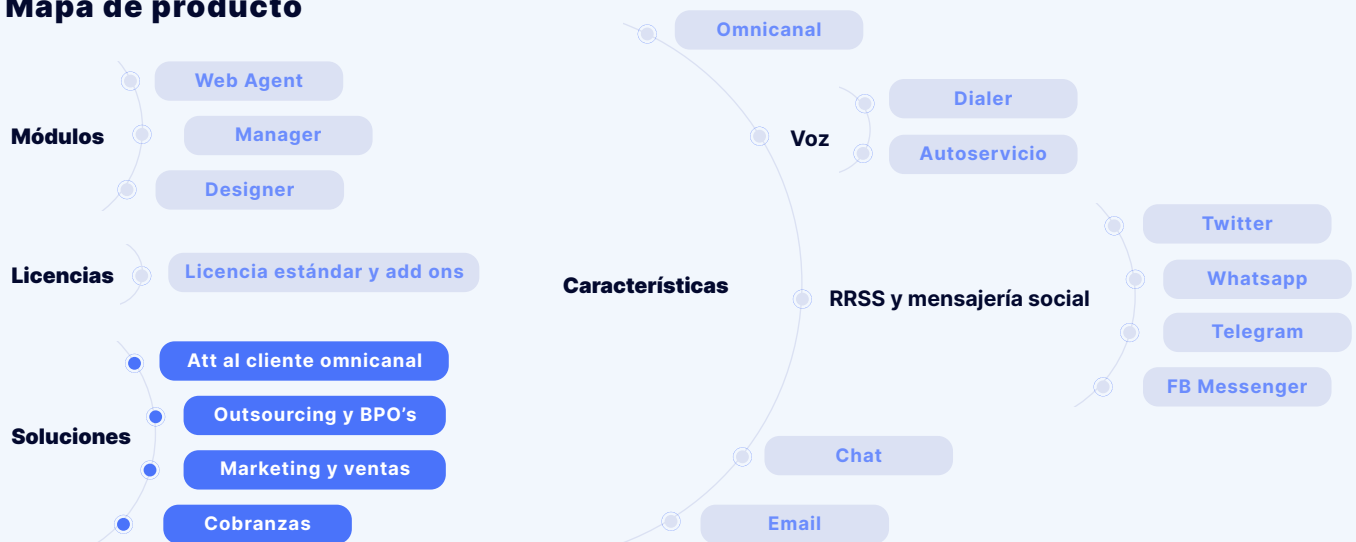 Mapa de producto
Módulos
Web Agent
Manager
Designer
Licencias
Licencia estándar y add ons
Soluciones
Att al cliente omnicanal
Outsourcing y BPO’s
Marketing y ventas
Cobranzas
Características
Omnicanal
Voz
Dialer
Autoservicio
RRSS y mensajería social
Twitter
Whatsapp
Telegram
FB Messenger
Chat
Email